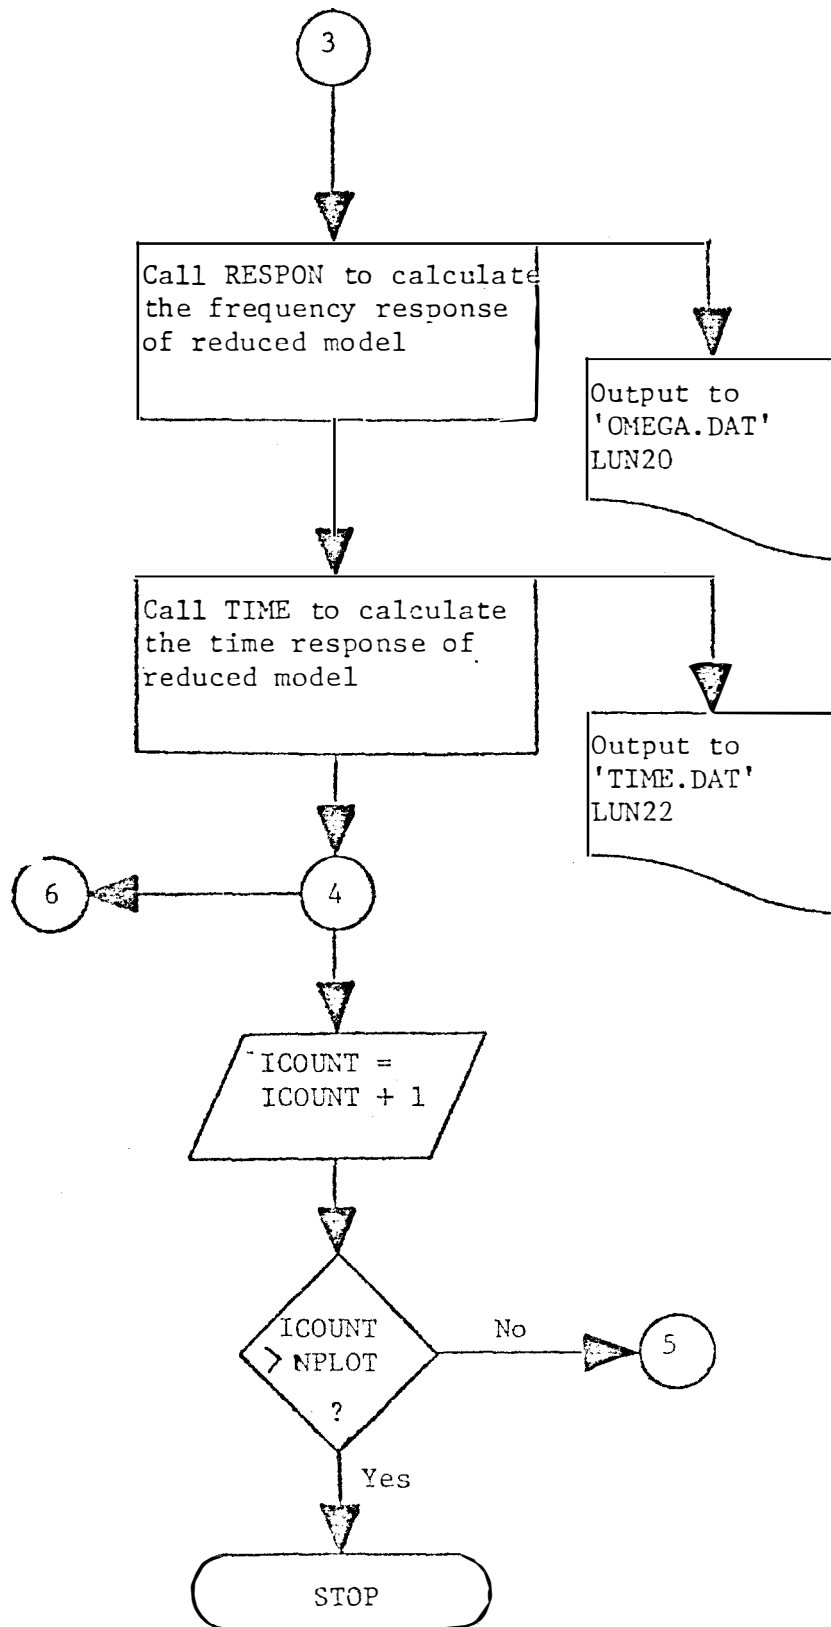 3
Call RESPON to calculate
the frequency response
of reduced model
Output to
'OMEGA.DAT'
LUN20
Call TIME to calculate
the time response of
reduced model
Output to
'TIME.DAT'
LUN22
6
4
ICOUNT =
ICOUNT + 1
ICOUNT
> NPLOT
?
No
5
Yes
STOP